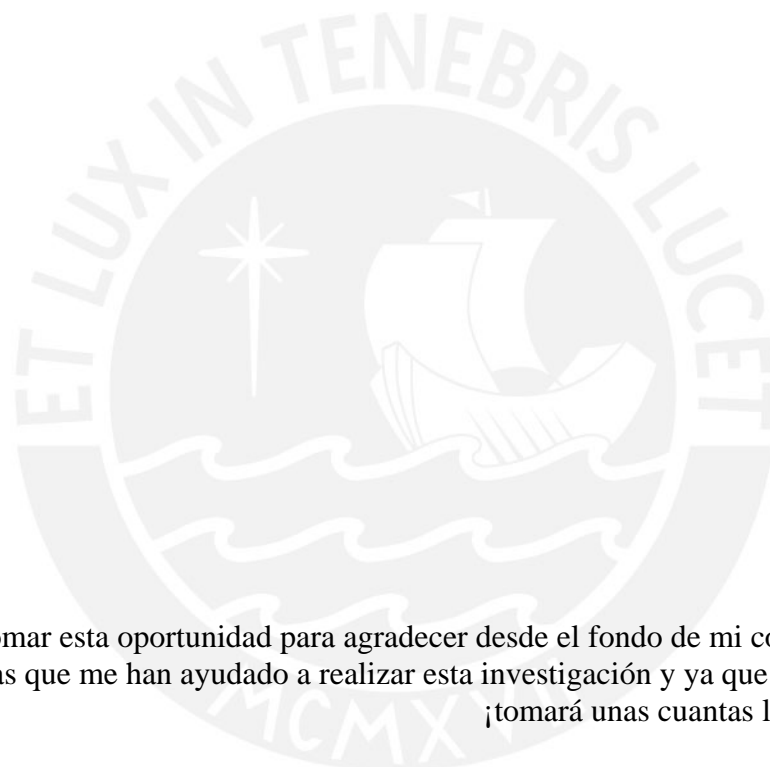 ET LUX IN TENEBRIS LUCET
omar esta oportunidad para agradecer desde el fondo de mi co
as que me han ayudado a realizar esta investigación y ya que
¡tomará unas cuantas l
MCMXVII